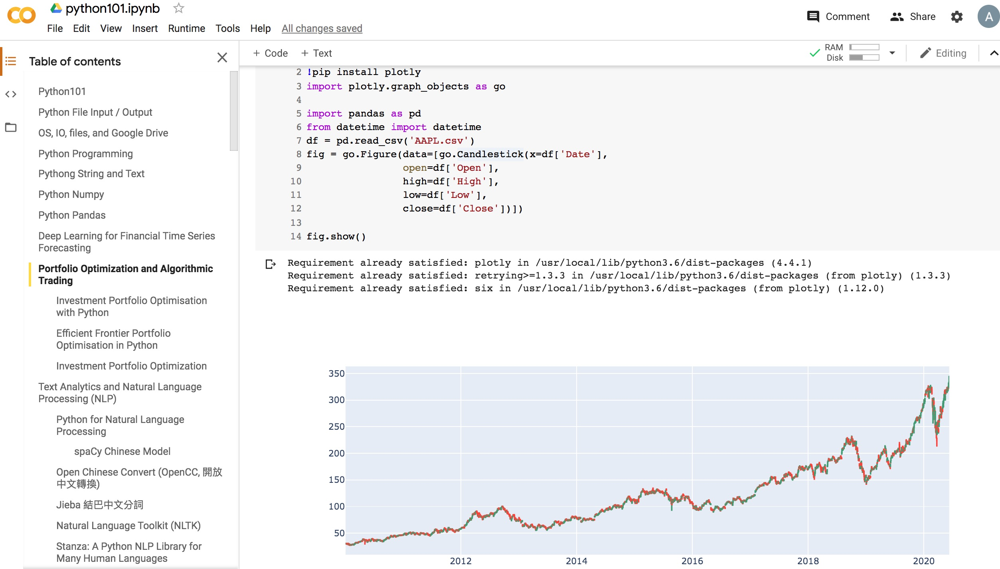 python101.ipynb
File Edit View Insert Runtime Tools Help All changes saved
Comment Share A
Table of contents
Python101
Python File Input / Output
OS, IO, files, and Google Drive
Python Programming
Pythong String and Text
Python Numpy
Python Pandas
Deep Learning for Financial Time Series
Forecasting
Portfolio Optimization and Algorithmic
Trading
Investment Portfolio Optimisation
with Python
Efficient Frontier Portfolio
Optimisation in Python
Investment Portfolio Optimization
Text Analytics and Natural Language
Processing (NLP)
Python for Natural Language
Processing
spaCy Chinese Model
Open Chinese Convert (OpenCC, 開放
中文轉換)
Jieba 結巴中文分詞
Natural Language Toolkit (NLTK)
Stanza: A Python NLP Library for
Many Human Languages
+ Code + Text
RAM
Disk
Editing
2 !pip install plotly
3 import plotly.graph_objects as go
4
5 import pandas as pd
6 from datetime import datetime
7 df = pd.read_csv('AAPL.csv')
8 fig = go.Figure(data=[go.Candlestick(x=df['Date'],
9 open=df['Open'],
10 high=df['High'],
11 low=df['Low'],
12 close=df['Close'])])
13
14 fig.show()
Requirement already satisfied: plotly in /usr/local/lib/python3.6/dist-packages (4.4.1)
Requirement already satisfied: retrying>=1.3.3 in /usr/local/lib/python3.6/dist-packages (from plotly) (1.3.3)
Requirement already satisfied: six in /usr/local/lib/python3.6/dist-packages (from plotly) (1.12.0)
350
300
250
200
150
100
50
2012 2014 2016 2018 2020